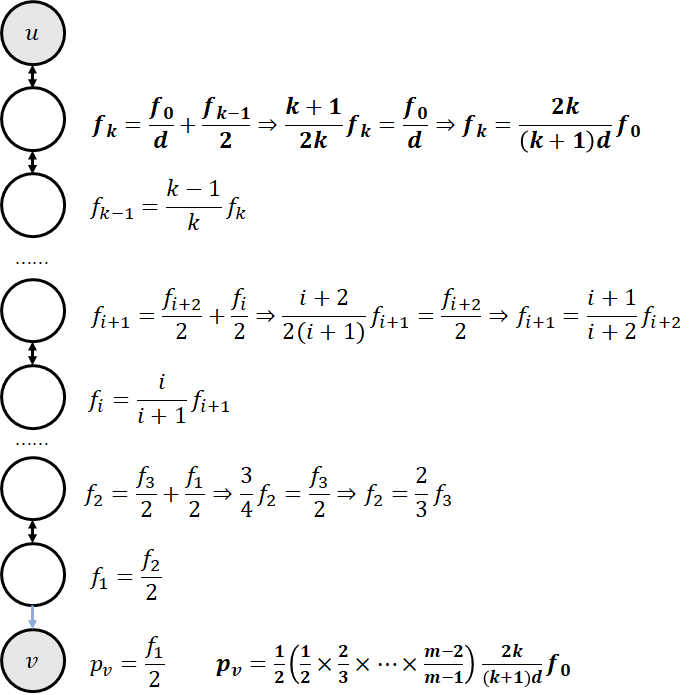 u
f_k = f_0/d + f_{k−1}/2 ⇒ (k+1)/(2k) f_k = f_0/d ⇒ f_k = 2k/((k+1)d) f_0
f_{k−1} = (k−1)/k f_k
……
f_{i+1} = f_{i+2}/2 + f_i/2 ⇒ (i+2)/(2(i+1)) f_{i+1} = f_{i+2}/2 ⇒ f_{i+1} = (i+1)/(i+2) f_{i+2}
f_i = i/(i+1) f_{i+1}
……
f_2 = f_3/2 + f_1/2 ⇒ 3/4 f_2 = f_3/2 ⇒ f_2 = 2/3 f_3
f_1 = f_2/2
v p_v = f_1/2 p_v = 1/2 (1/2 × 2/3 × ⋯ × (m−2)/(m−1)) 2k/((k+1)d) f_0